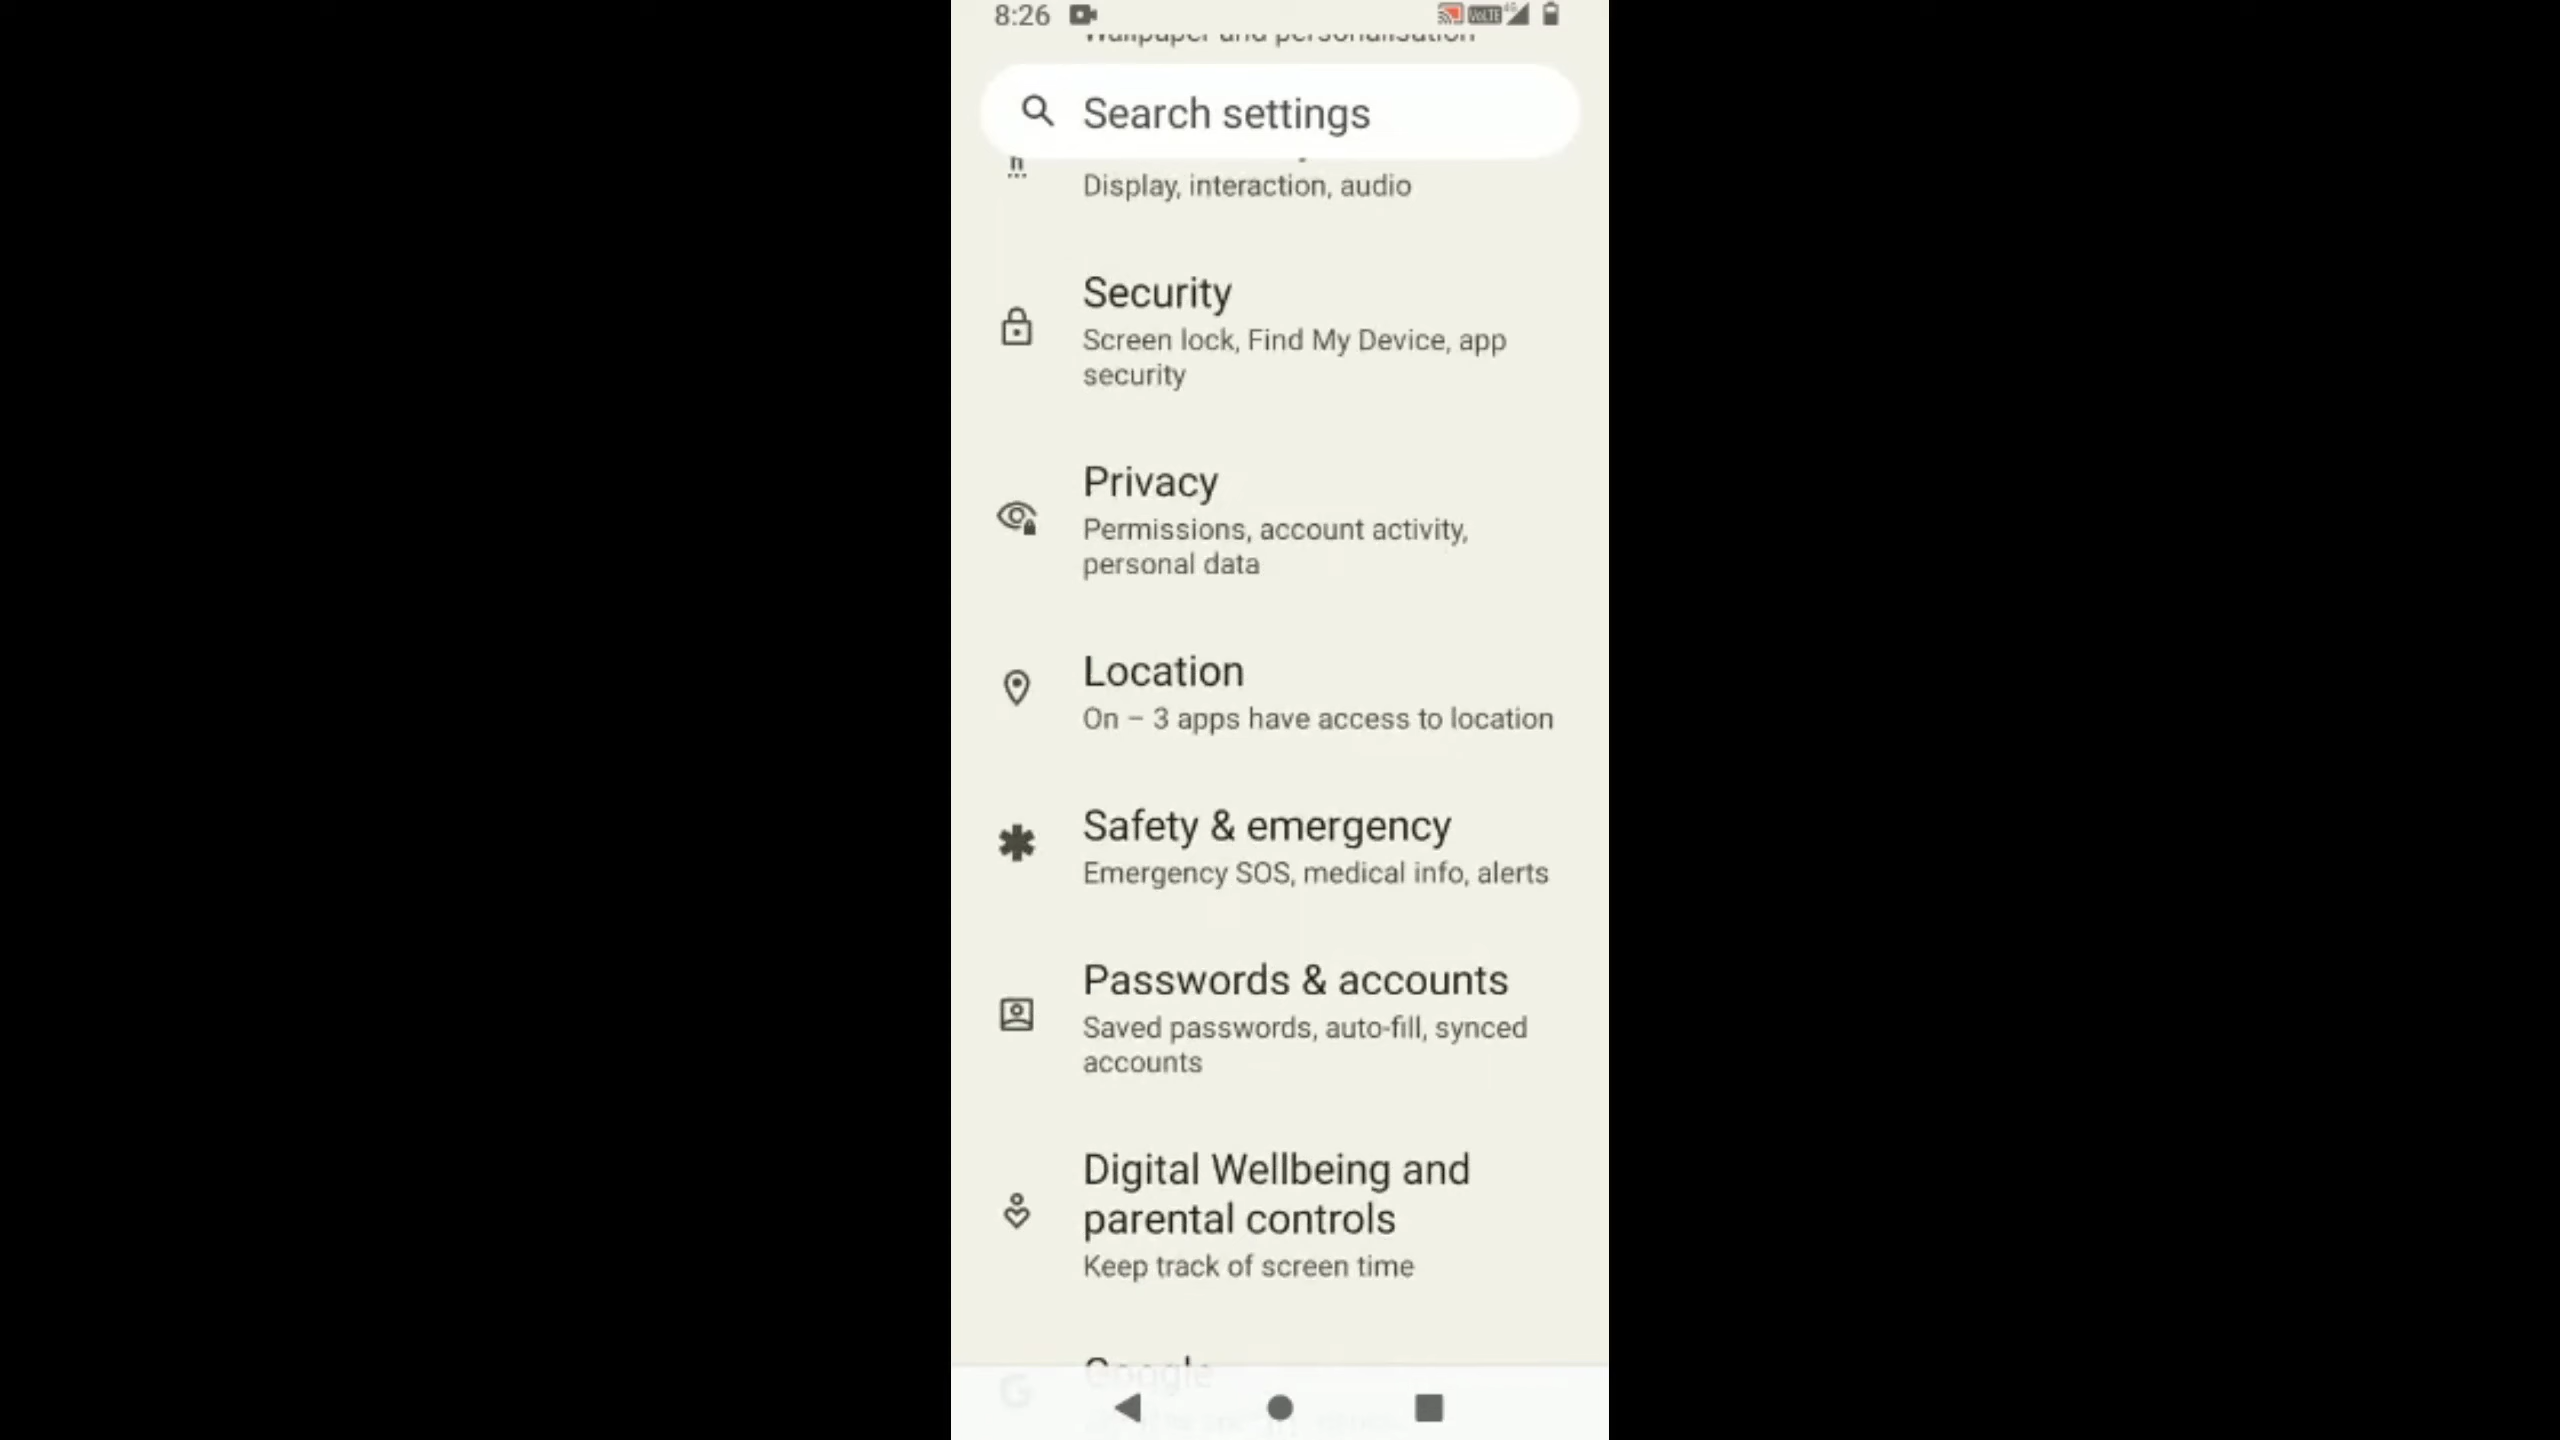 8:26
VoLTE 4G
Wallpaper and personalisation
Search settings
Display, interaction, audio
Security
Screen lock, Find My Device, app
security
Privacy
Permissions, account activity,
personal data
Location
On – 3 apps have access to location
Safety & emergency
Emergency SOS, medical info, alerts
Passwords & accounts
Saved passwords, auto-fill, synced
accounts
Digital Wellbeing and
parental controls
Keep track of screen time
Google